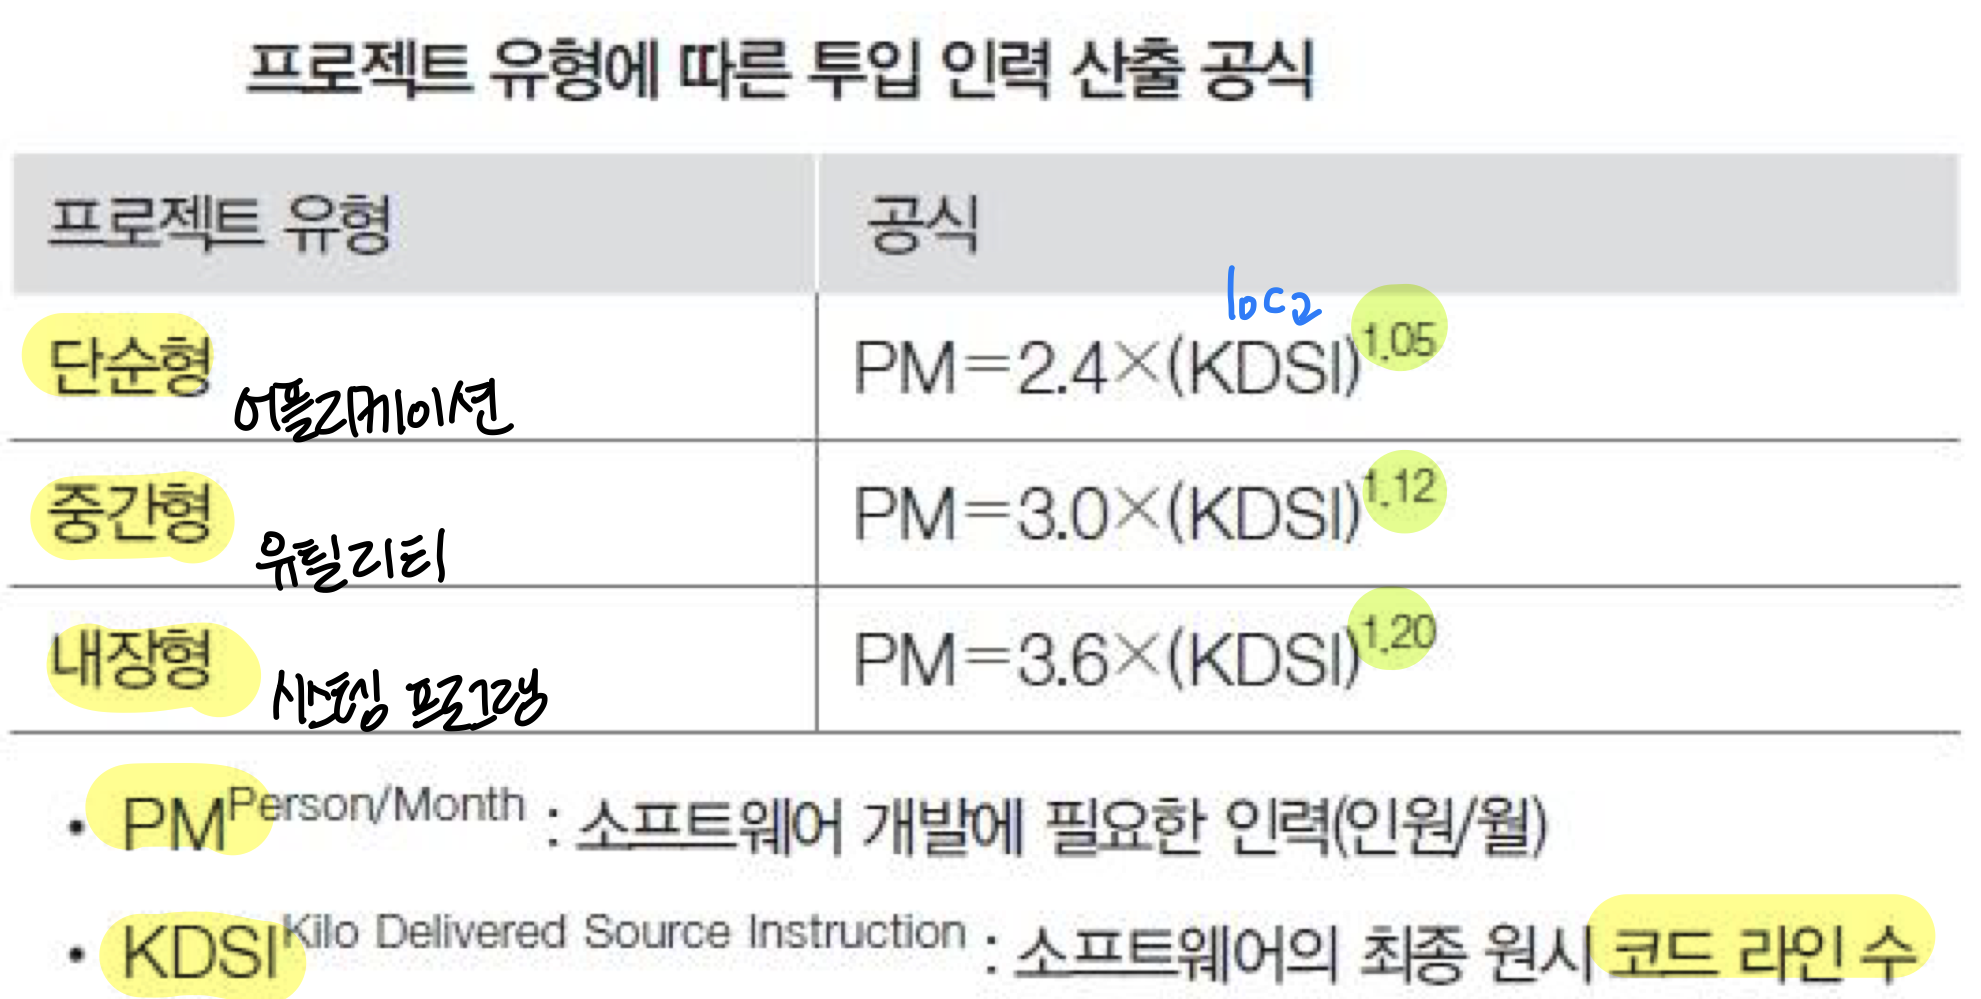 프로젝트 유형에 따른 투입 인력 산출 공식
프로젝트 유형 공식
단순형 어플리케이션 PM=2.4×(KDSI)^1.05
중간형 유틸리티 PM=3.0×(KDSI)^1.12
내장형 시스템 프로그램 PM=3.6×(KDSI)^1.20
• PM Person/Month : 소프트웨어 개발에 필요한 인력(인원/월)
• KDSI Kilo Delivered Source Instruction : 소프트웨어의 최종 원시 코드 라인 수